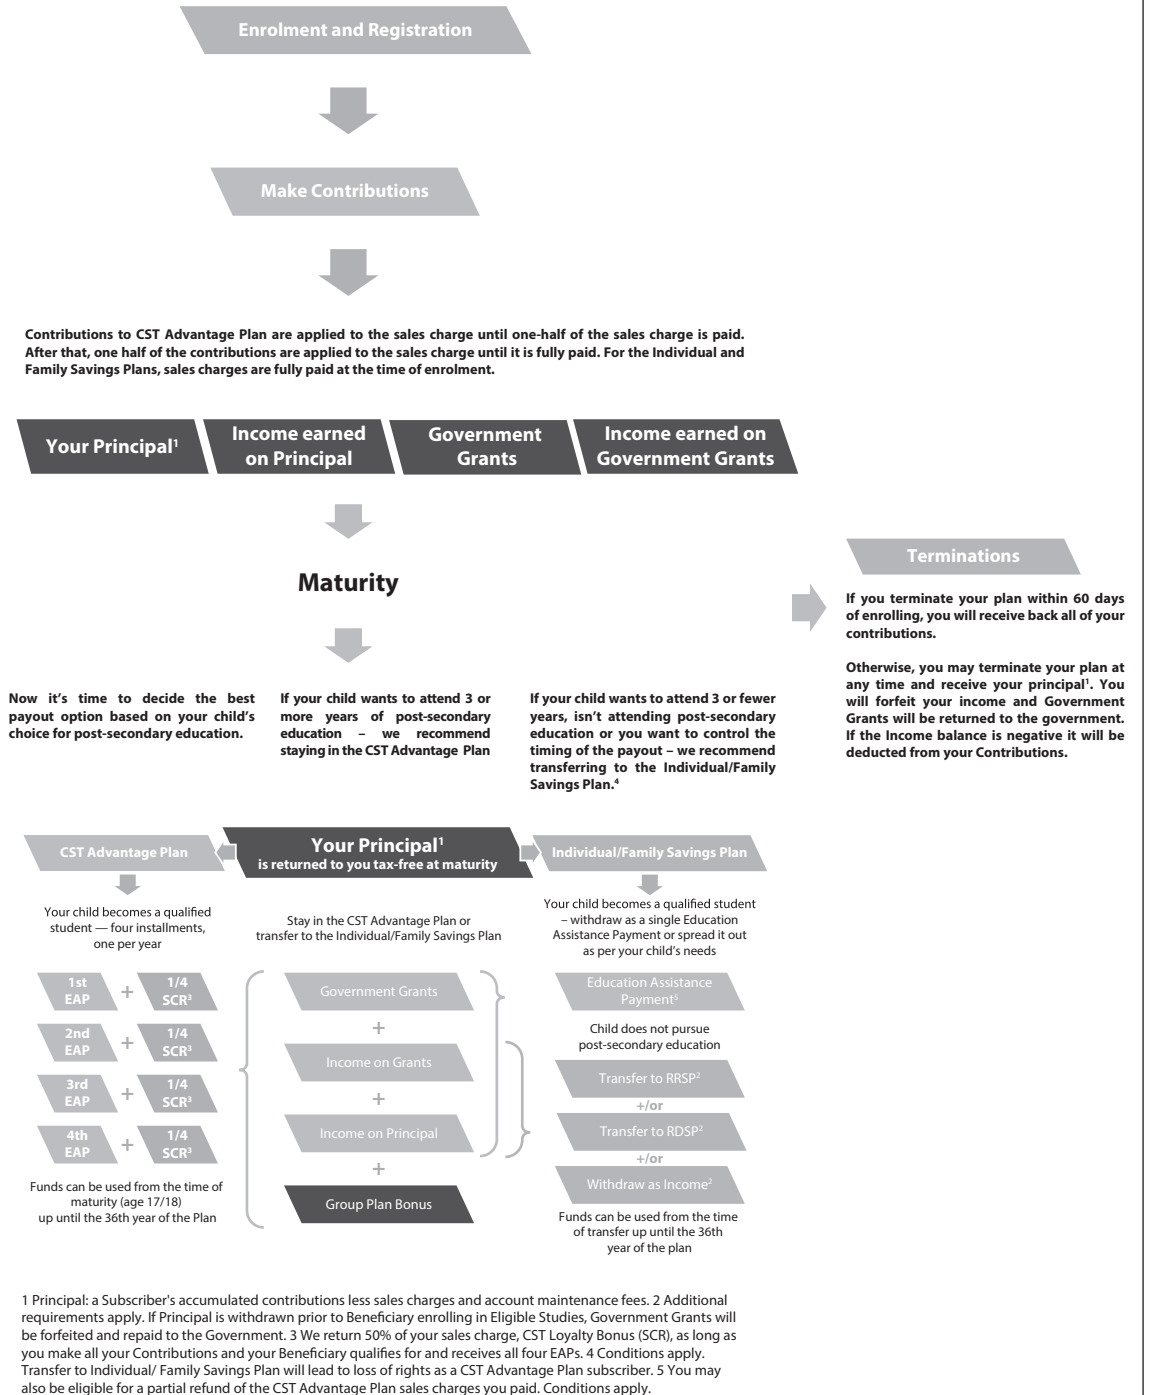 Enrolment and Registration
Make Contributions
Contributions to CST Advantage Plan are applied to the sales charge until one-half of the sales charge is paid.
After that, one half of the contributions are applied to the sales charge until it is fully paid. For the Individual and
Family Savings Plans, sales charges are fully paid at the time of enrolment.
Your Principal¹
Income earned
on Principal
Government
Grants
Income earned on
Government Grants
Maturity
Terminations
If you terminate your plan within 60 days
of enrolling, you will receive back all of your
contributions.
Otherwise, you may terminate your plan at
any time and receive your principal¹. You
will forfeit your income and Government
Grants will be returned to the government.
If the Income balance is negative it will be
deducted from your Contributions.
Now it's time to decide the best
payout option based on your child's
choice for post-secondary education.
If your child wants to attend 3 or
more years of post-secondary
education – we recommend
staying in the CST Advantage Plan
If your child wants to attend 3 or fewer
years, isn't attending post-secondary
education or you want to control the
timing of the payout – we recommend
transferring to the Individual/Family
Savings Plan.⁴
CST Advantage Plan
Your Principal¹
is returned to you tax-free at maturity
Individual/Family Savings Plan
Your child becomes a qualified
student — four installments,
one per year
1st
EAP
+
1/4
SCR³
2nd
EAP
+
1/4
SCR³
3rd
EAP
+
1/4
SCR³
4th
EAP
+
1/4
SCR³
Funds can be used from the time of
maturity (age 17/18)
up until the 36th year of the Plan
Stay in the CST Advantage Plan or
transfer to the Individual/Family Savings Plan
Government Grants
+
Income on Grants
+
Income on Principal
+
Group Plan Bonus
Your child becomes a qualified student
– withdraw as a single Education
Assistance Payment or spread it out
as per your child's needs
Education Assistance
Payment⁵
Child does not pursue
post-secondary education
Transfer to RRSP²
+/or
Transfer to RDSP²
+/or
Withdraw as Income²
Funds can be used from the time
of transfer up until the 36th
year of the plan
1 Principal: a Subscriber's accumulated contributions less sales charges and account maintenance fees. 2 Additional
requirements apply. If Principal is withdrawn prior to Beneficiary enrolling in Eligible Studies, Government Grants will
be forfeited and repaid to the Government. 3 We return 50% of your sales charge, CST Loyalty Bonus (SCR), as long as
you make all your Contributions and your Beneficiary qualifies for and receives all four EAPs. 4 Conditions apply.
Transfer to Individual/ Family Savings Plan will lead to loss of rights as a CST Advantage Plan subscriber. 5 You may
also be eligible for a partial refund of the CST Advantage Plan sales charges you paid. Conditions apply.